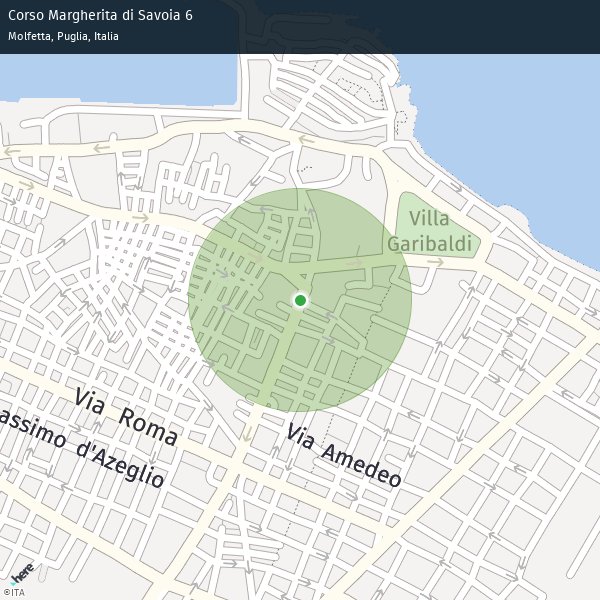 Corso Margherita di Savoia 6
Molfetta, Puglia, Italia
Villa
Garibaldi
Via Roma
assimo d'Azeglio
Via Amedeo
here
©ITA